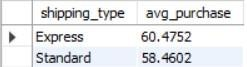 shipping_type avg_purchase
Express 60.4752
Standard 58.4602